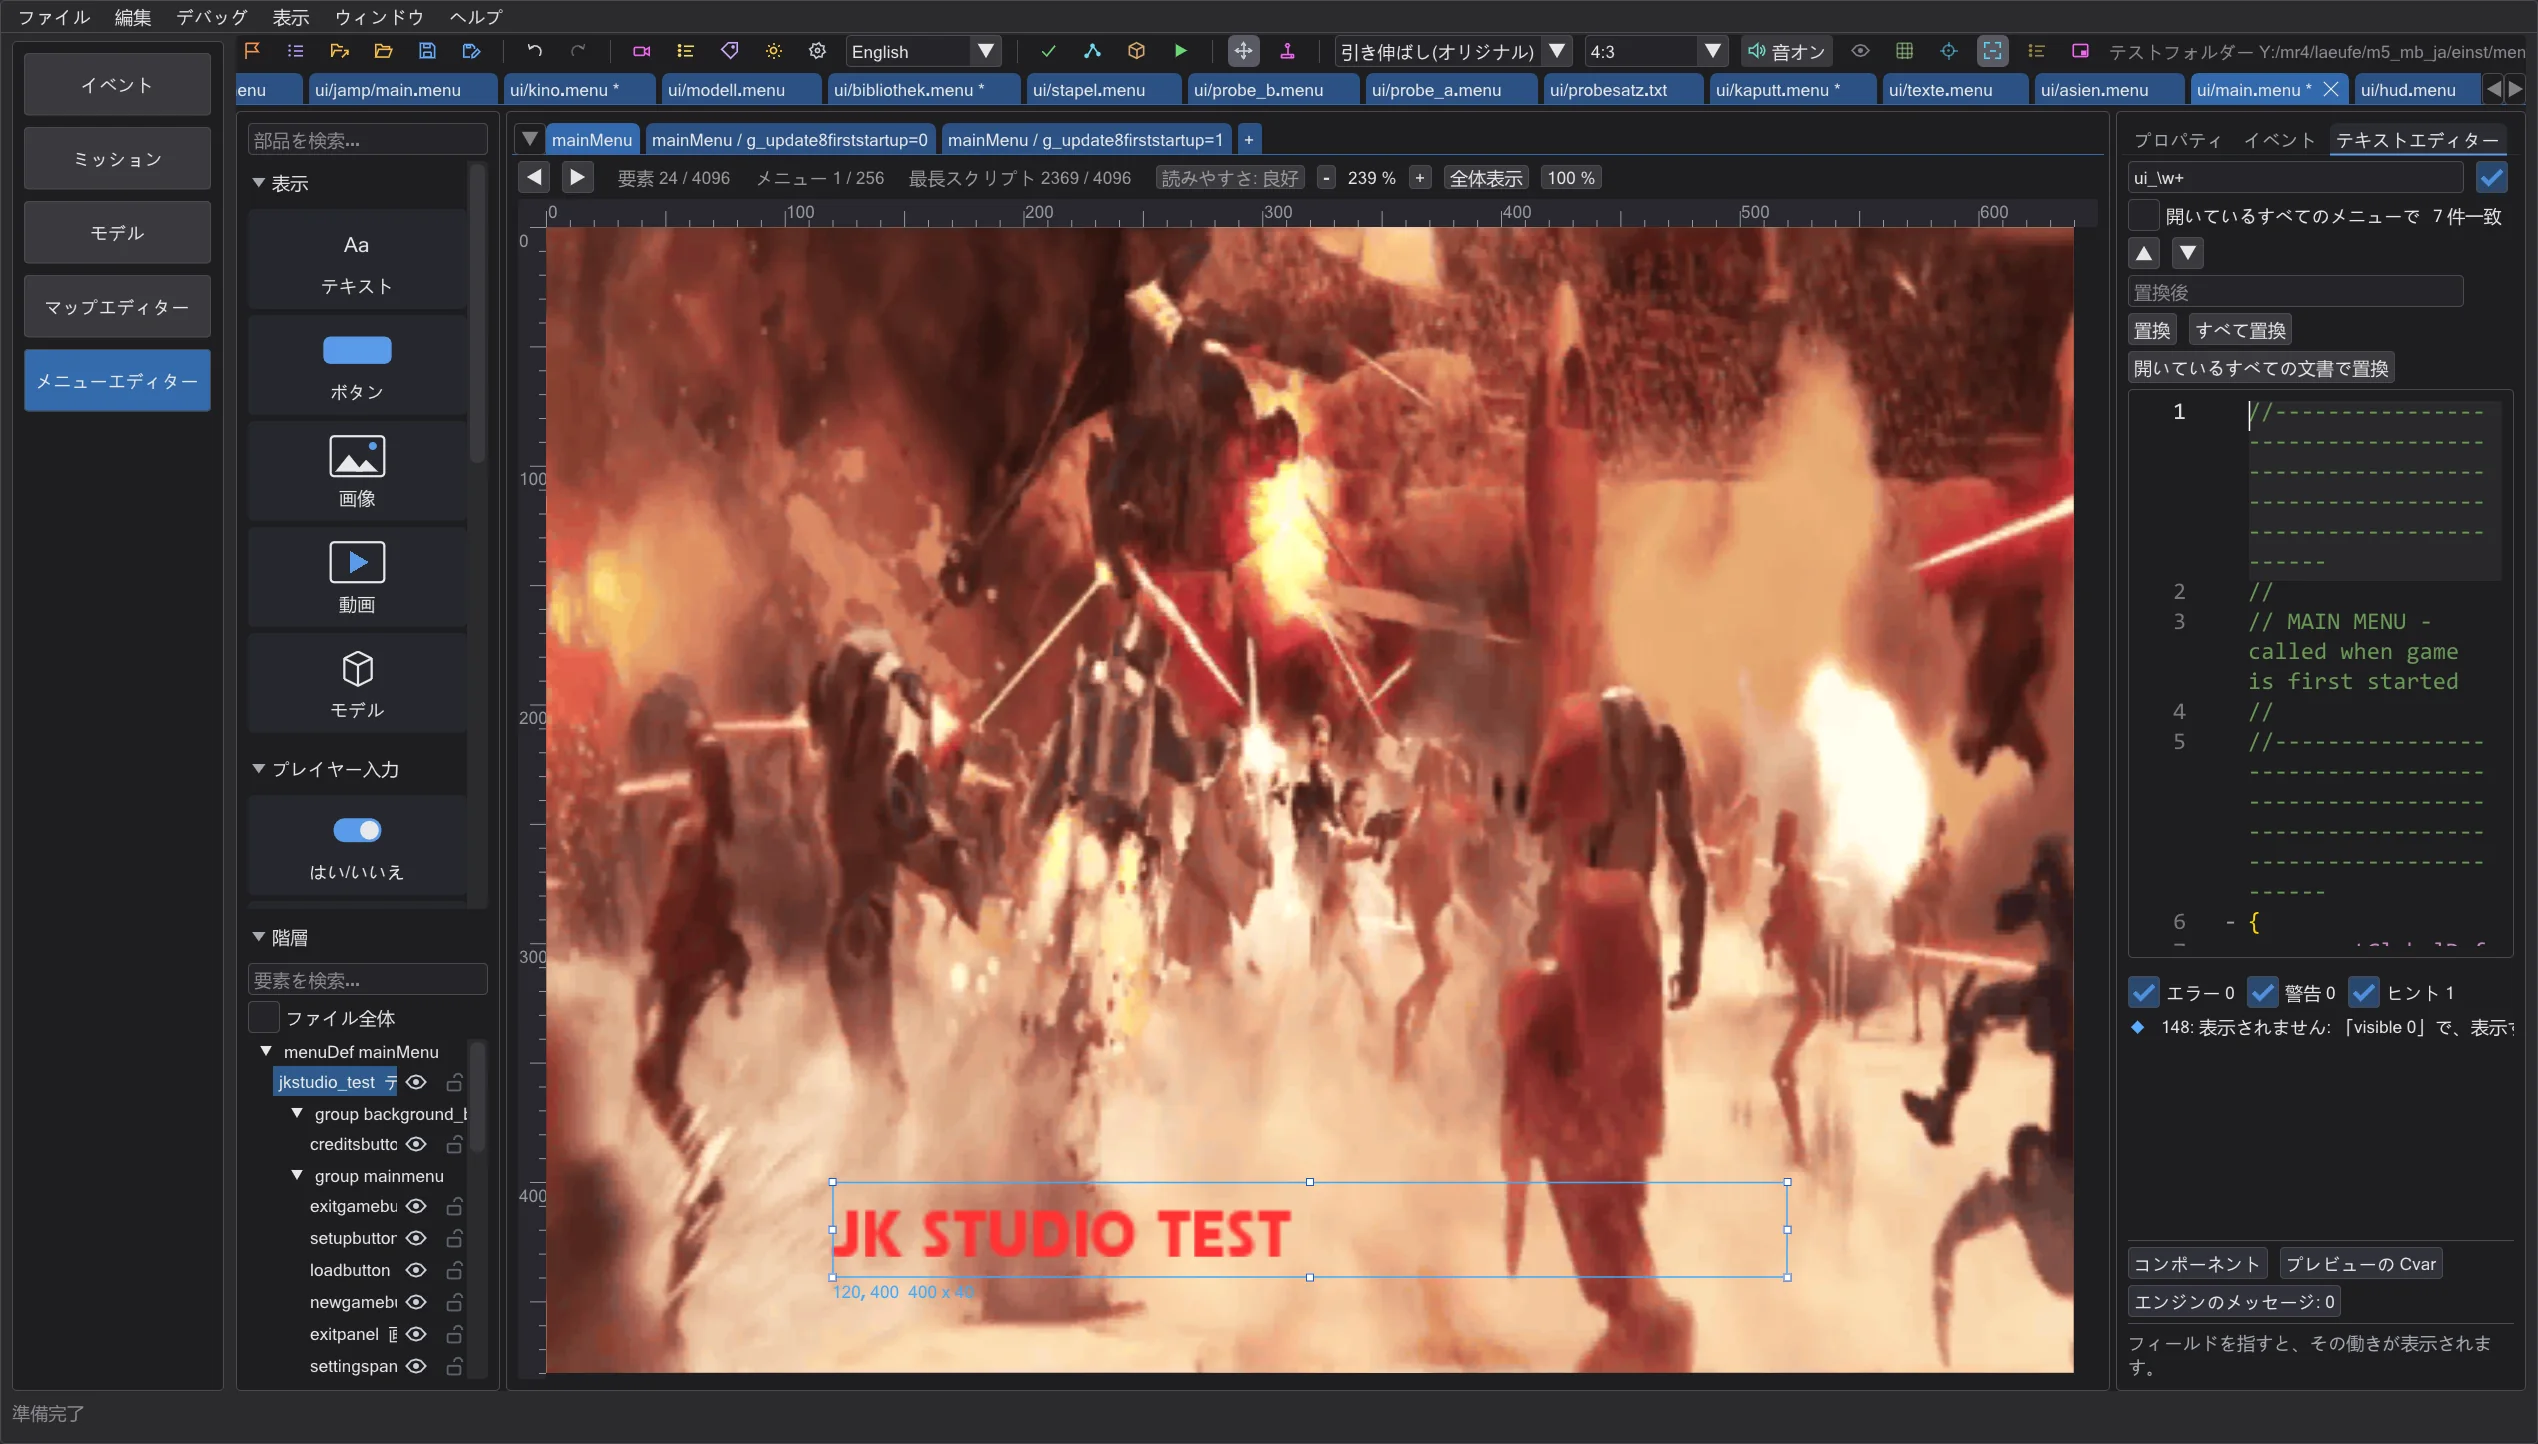 ファイル 編集 デバッグ 表示 ウィンドウ ヘルプ
English 引き伸ばし(オリジナル) 4:3 音オン テストフォルダー Y:/mr4/laeufe/m5_mb_ja/einst/men
enu ui/jamp/main.menu ui/kino.menu * ui/modell.menu ui/bibliothek.menu * ui/stapel.menu ui/probe_b.menu ui/probe_a.menu ui/probesatz.txt ui/kaputt.menu * ui/texte.menu ui/asien.menu ui/main.menu * ui/hud.menu
イベント
ミッション
モデル
マップエディター
メニューエディター
部品を検索...
表示
Aa
テキスト
ボタン
画像
動画
モデル
プレイヤー入力
はい/いいえ
階層
要素を検索...
ファイル全体
menuDef mainMenu
jkstudio_test テ
group background_b
creditsbutto
group mainmenu
exitgamebu
setupbutton
loadbutton
newgamebu
exitpanel 画
settingspan
mainMenu mainMenu / g_update8firststartup=0 mainMenu / g_update8firststartup=1 +
要素 24 / 4096 メニュー 1 / 256 最長スクリプト 2369 / 4096 読みやすさ: 良好 - 239 % + 全体表示 100 %
0 100 200 300 400 500 600
0
100
200
300
400
JK STUDIO TEST
120, 400 400 x 40
プロパティ イベント テキストエディター
ui_\w+
開いているすべてのメニューで 7 件一致
置換後
置換 すべて置換
開いているすべての文書で置換
1 //----------------
------------------
------------------
------------------
------------------
------
2 //
3 // MAIN MENU -
called when game
is first started
4 //
5 //----------------
------------------
------------------
------------------
------------------
------
6 - {
エラー 0 警告 0 ヒント 1
148: 表示されません: 「visible 0」で、表示す
コンポーネント プレビューの Cvar
エンジンのメッセージ: 0
フィールドを指すと、その働きが表示されま
す。
準備完了